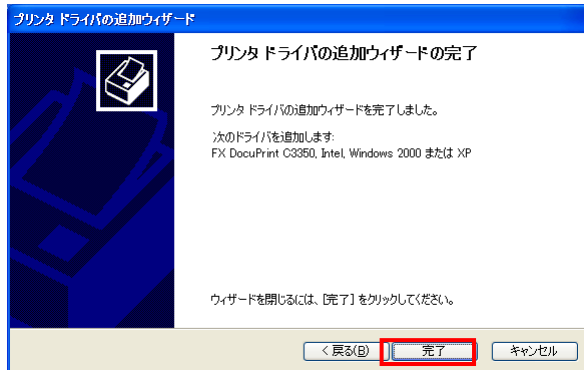 プリンタ ドライバの追加ウィザード
プリンタ ドライバの追加ウィザードの完了
プリンタ ドライバの追加ウィザードを完了しました。
次のドライバを追加します:
FX DocuPrint C3350, Intel, Windows 2000 または XP
ウィザードを閉じるには、[完了] をクリックしてください。
< 戻る(B) 完了 キャンセル